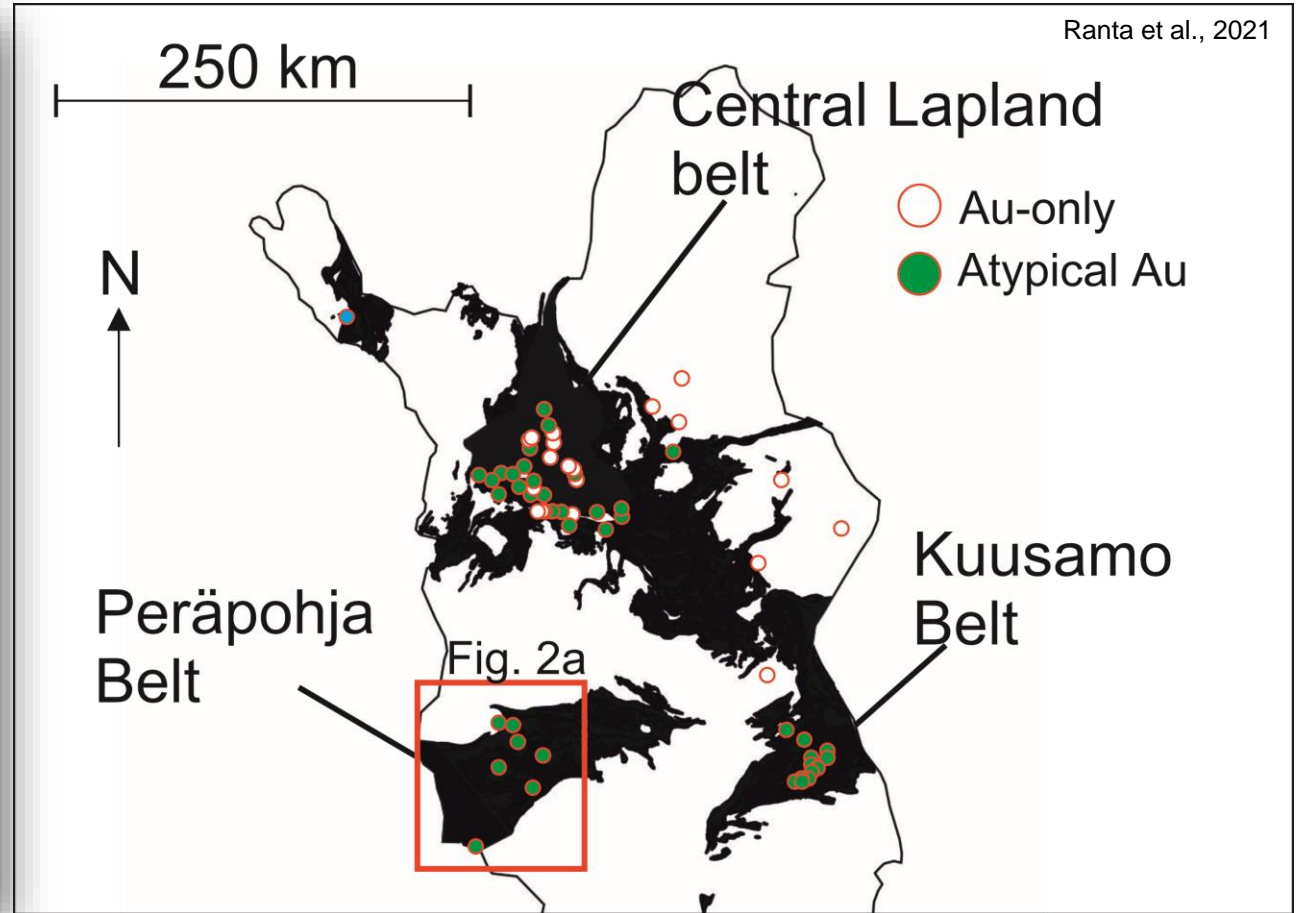 Ranta et al., 2021
250 km
Central Lapland
belt
Au-only
Atypical Au
N
Kuusamo
Belt
Peräpohja
Belt
Fig. 2a